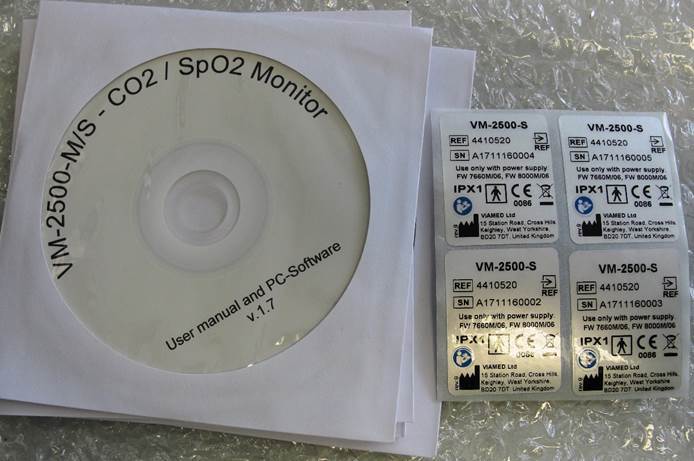 VM-2500-M/S - CO2 / SpO2 Monitor
User manual and PC-Software
v.1.7
VM-2500-S
REF 4410520
REF
SN A1711160004
Use only with power supply
FW 7660M/06, FW 8000M/06
IPX1
CE
0086
VIAMED Ltd
15 Station Road, Cross Hills
Keighley, West Yorkshire,
BD20 7DT, United Kingdom
VM-2500-S
REF 4410520
REF
SN A1711160005
Use only with power supply:
FW 7660M/06, FW 8000M/06
IPX1
CE
0086
VIAMED Ltd
15 Station Road, Cross Hills,
Keighley, West Yorkshire,
BD20 7DT, United Kingdom
VM-2500-S
REF 4410520
REF
SN A1711160002
Use only with power supply
FW 7660M/06, FW 8000M/06
IPX1
CE
0086
VIAMED Ltd
15 Station Road, Cross Hills,
Keighley, West Yorkshire,
BD20 7DT, United Kingdom
VM-2500-S
REF 4410520
REF
SN A1711160003
Use only with power supply
FW 7660M/06, FW 8000M/06
IPX1
CE
0086
VIAMED Ltd
15 Station Road, Cross Hills,
Keighley, West Yorkshire,
BD20 7DT, United Kingdom